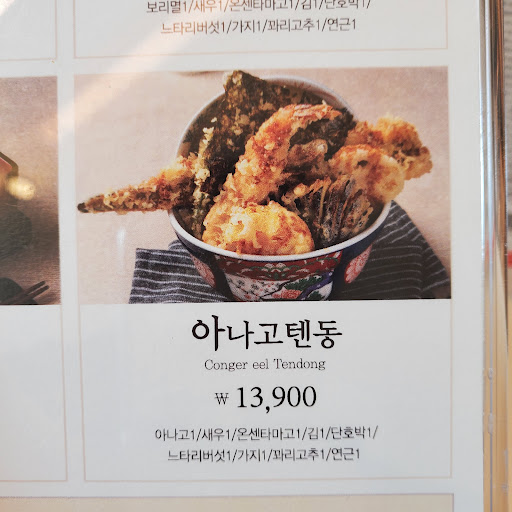 보리멸1/새우1/온센타마고1/김1/단호박1/
느타리버섯1/가지1/꽈리고추1/연근1
아나고텐동
Conger eel Tendong
₩ 13,900
아나고1/새우1/온센타마고1/김1/단호박1/
느타리버섯1/가지1/꽈리고추1/연근1